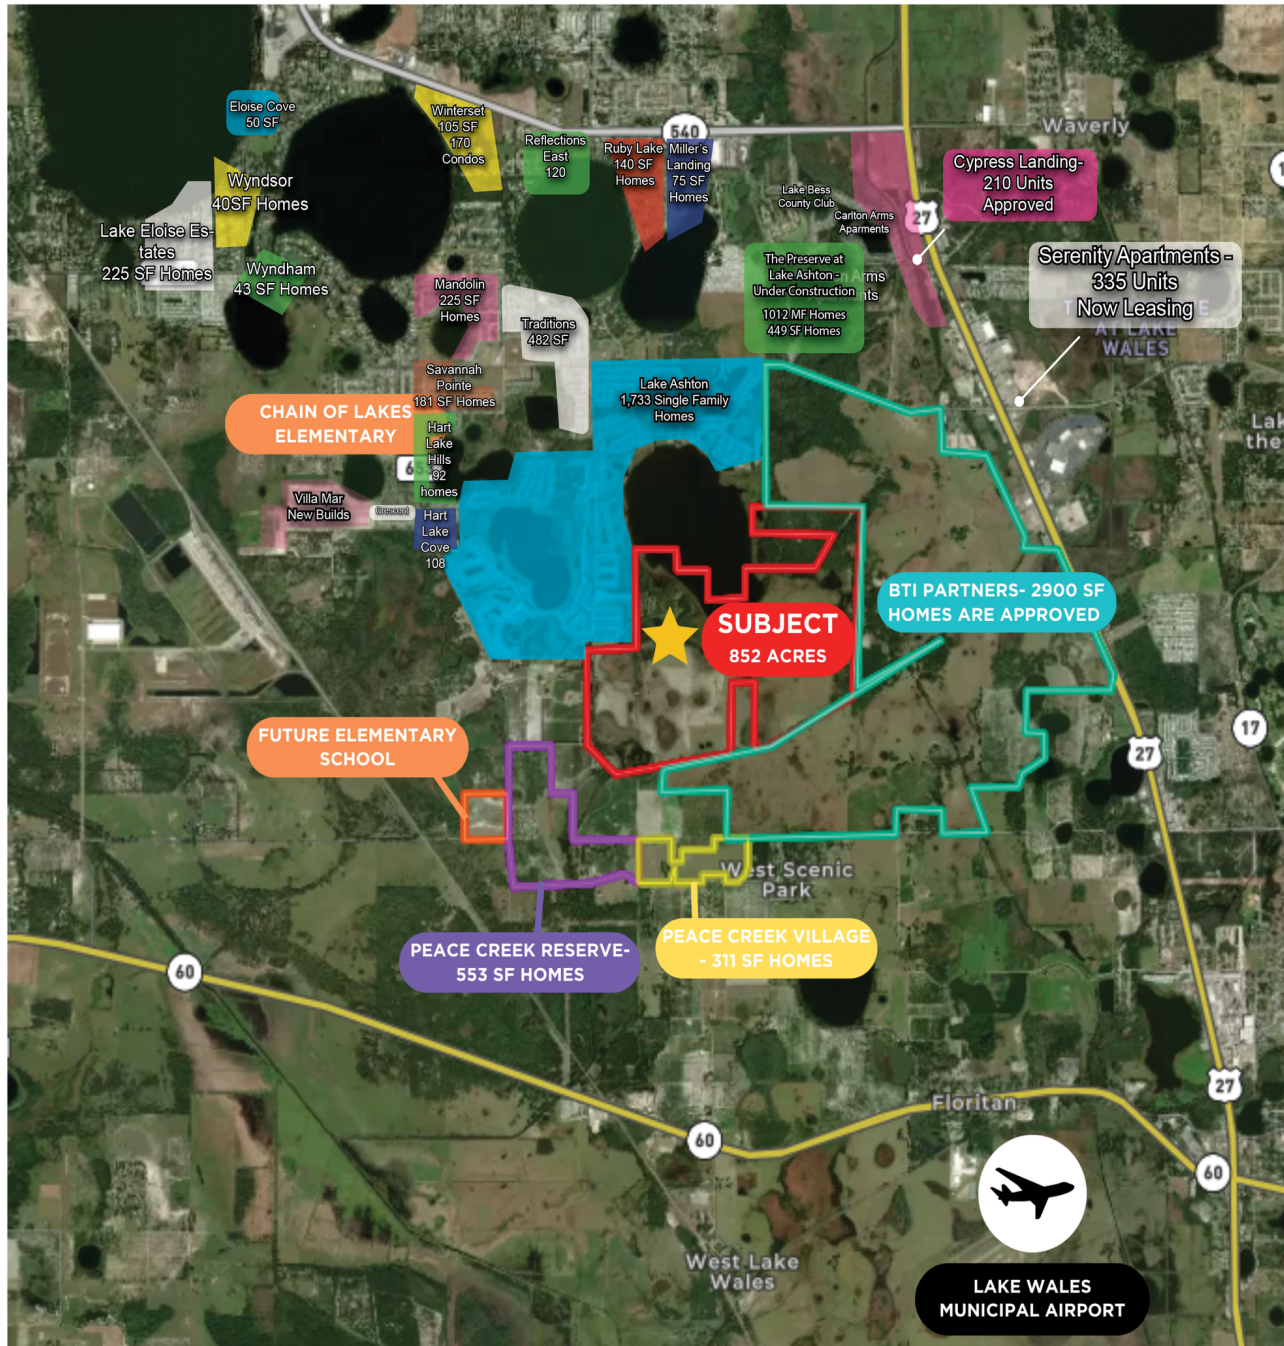 Eloise Cove
50 SF
Winterset
105 SF
170
Condos
Reflections
East
120
Ruby Lake
140 SF
Homes
540
Miller's
Landing
75 SF
Homes
Waverly
Cypress Landing-
210 Units
Approved
Wyndsor
40SF Homes
Lake Bess
County Club
Carlton Arms
Aparments
27
Lake Eloise Es-
tates
225 SF Homes
Wyndham
43 SF Homes
Mandolin
225 SF
Homes
Traditions
482 SF
The Preserve at
Lake Ashton -
Under Construction
1012 MF Homes
449 SF Homes
Arms
Serenity Apartments -
335 Units
Now Leasing
AT LAKE
WALES
Savannah
Pointe
181 SF Homes
CHAIN OF LAKES
ELEMENTARY
Lake Ashton
1,733 Single Family
Homes
Hart
Lake
Hills
92
homes
the
Villa Mar
New Builds
Crescent
Hart
Lake
Cove
108
BTI PARTNERS- 2900 SF
HOMES ARE APPROVED
SUBJECT
852 ACRES
FUTURE ELEMENTARY
SCHOOL
17
27
West Scenic
Park
PEACE CREEK RESERVE-
553 SF HOMES
PEACE CREEK VILLAGE
- 311 SF HOMES
60
27
Floritan
60
60
West Lake
Wales
LAKE WALES
MUNICIPAL AIRPORT